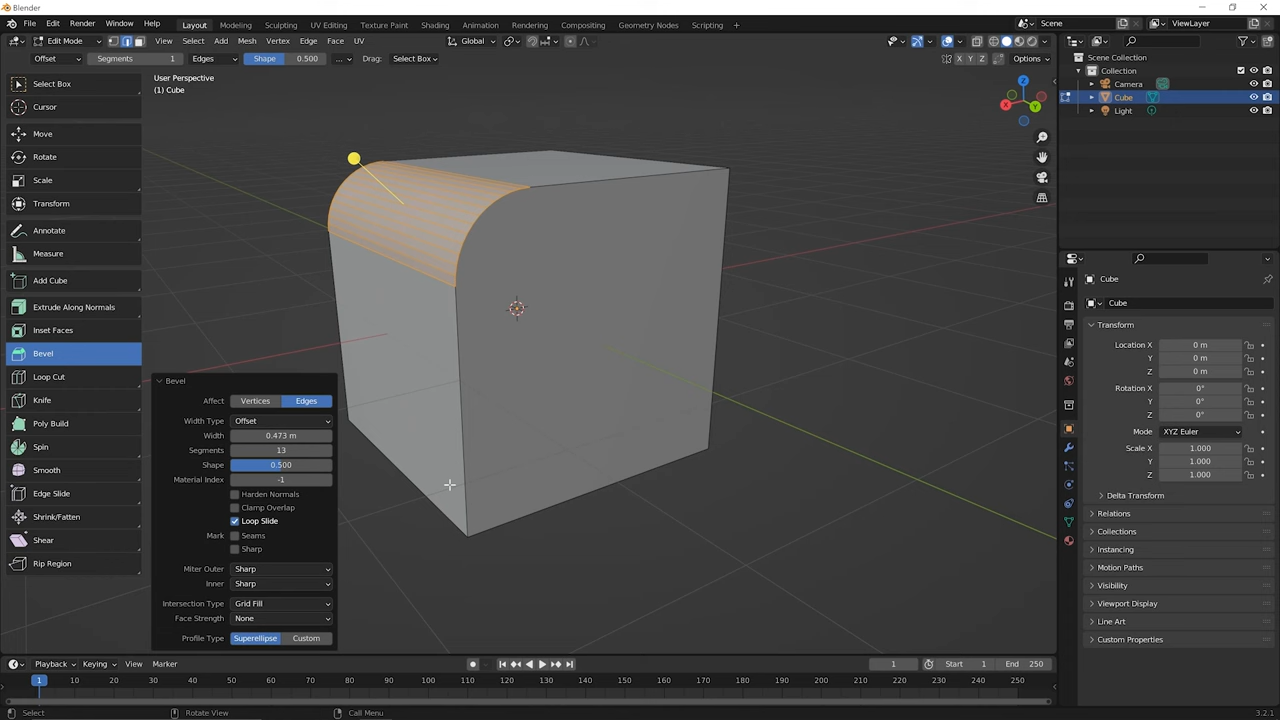 Blender
File Edit Render Window Help Layout Modeling Sculpting UV Editing Texture Paint Shading Animation Rendering Compositing Geometry Nodes Scripting + Scene ViewLayer
Edit Mode View Select Add Mesh Vertex Edge Face UV Global
Offset Segments 1 Edges Shape 0.500 ... Drag: Select Box X Y Z Options
Scene Collection
Collection
Camera
Cube
Light
User Perspective
(1) Cube
Select Box
Cursor
Move
Rotate
Scale
Transform
Annotate
Measure
Add Cube
Extrude Along Normals
Inset Faces
Bevel
Loop Cut
Knife
Poly Build
Spin
Smooth
Edge Slide
Shrink/Fatten
Shear
Rip Region
Z
X
Y
Bevel
Affect Vertices Edges
Width Type Offset
Width 0.473 m
Segments 13
Shape 0.500
Material Index -1
Harden Normals
Clamp Overlap
Loop Slide
Mark Seams
Sharp
Miter Outer Sharp
Inner Sharp
Intersection Type Grid Fill
Face Strength None
Profile Type Superellipse Custom
Cube
Cube
Transform
Location X 0 m
Y 0 m
Z 0 m
Rotation X 0°
Y 0°
Z 0°
Mode XYZ Euler
Scale X 1.000
Y 1.000
Z 1.000
Delta Transform
Relations
Collections
Instancing
Motion Paths
Visibility
Viewport Display
Line Art
Custom Properties
Playback Keying View Marker 1 Start 1 End 250
1 10 20 30 40 50 60 70 80 90 100 110 120 130 140 150 160 170 180 190 200 210 220 230 240 250
Select Rotate View Call Menu 3.2.1